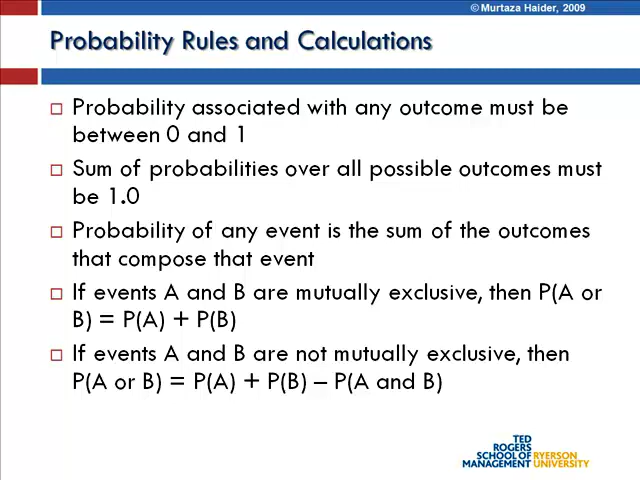 © Murtaza Haider, 2009
Probability Rules and Calculations
Probability associated with any outcome must be
between 0 and 1
Sum of probabilities over all possible outcomes must
be 1.0
Probability of any event is the sum of the outcomes
that compose that event
If events A and B are mutually exclusive, then P(A or
B) = P(A) + P(B)
If events A and B are not mutually exclusive, then
P(A or B) = P(A) + P(B) – P(A and B)
TED
ROGERS
SCHOOL OF RYERSON
MANAGEMENT UNIVERSITY